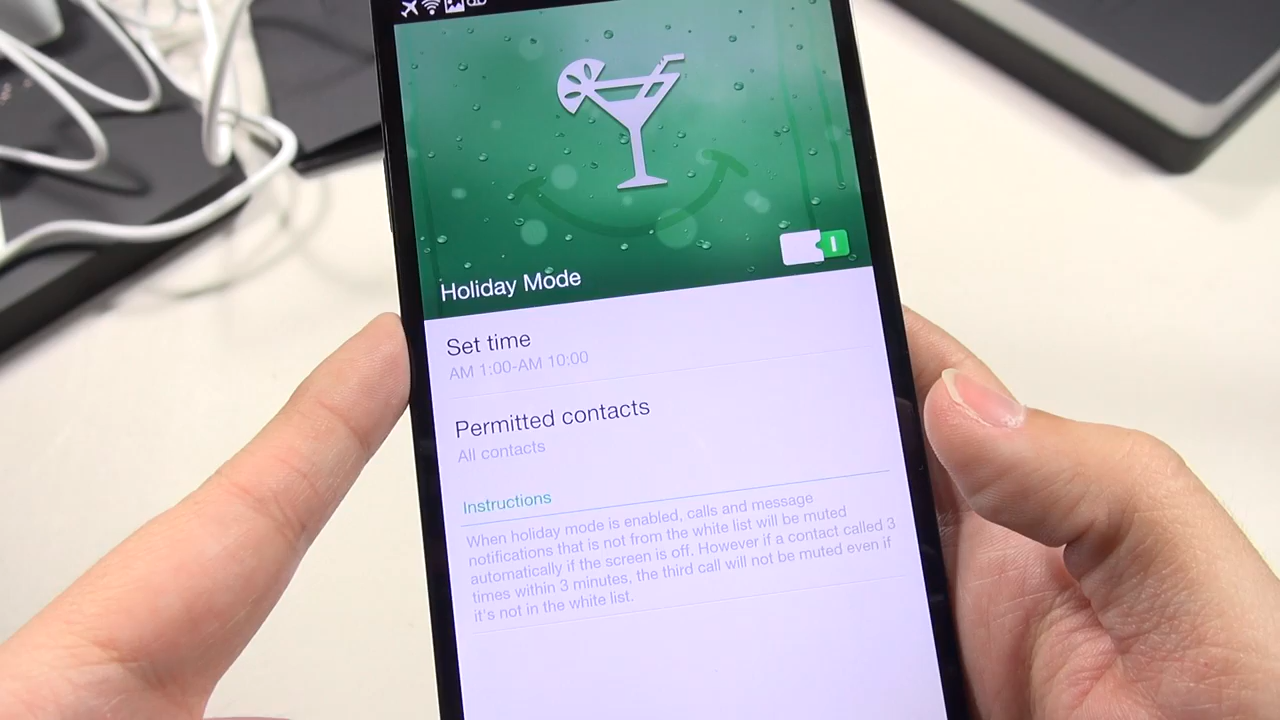 Holiday Mode
Set time
AM 1:00-AM 10:00
Permitted contacts
All contacts
Instructions
When holiday mode is enabled, calls and message
notifications that is not from the white list will be muted
automatically if the screen is off. However if a contact called 3
times within 3 minutes, the third call will not be muted even if
it's not in the white list.